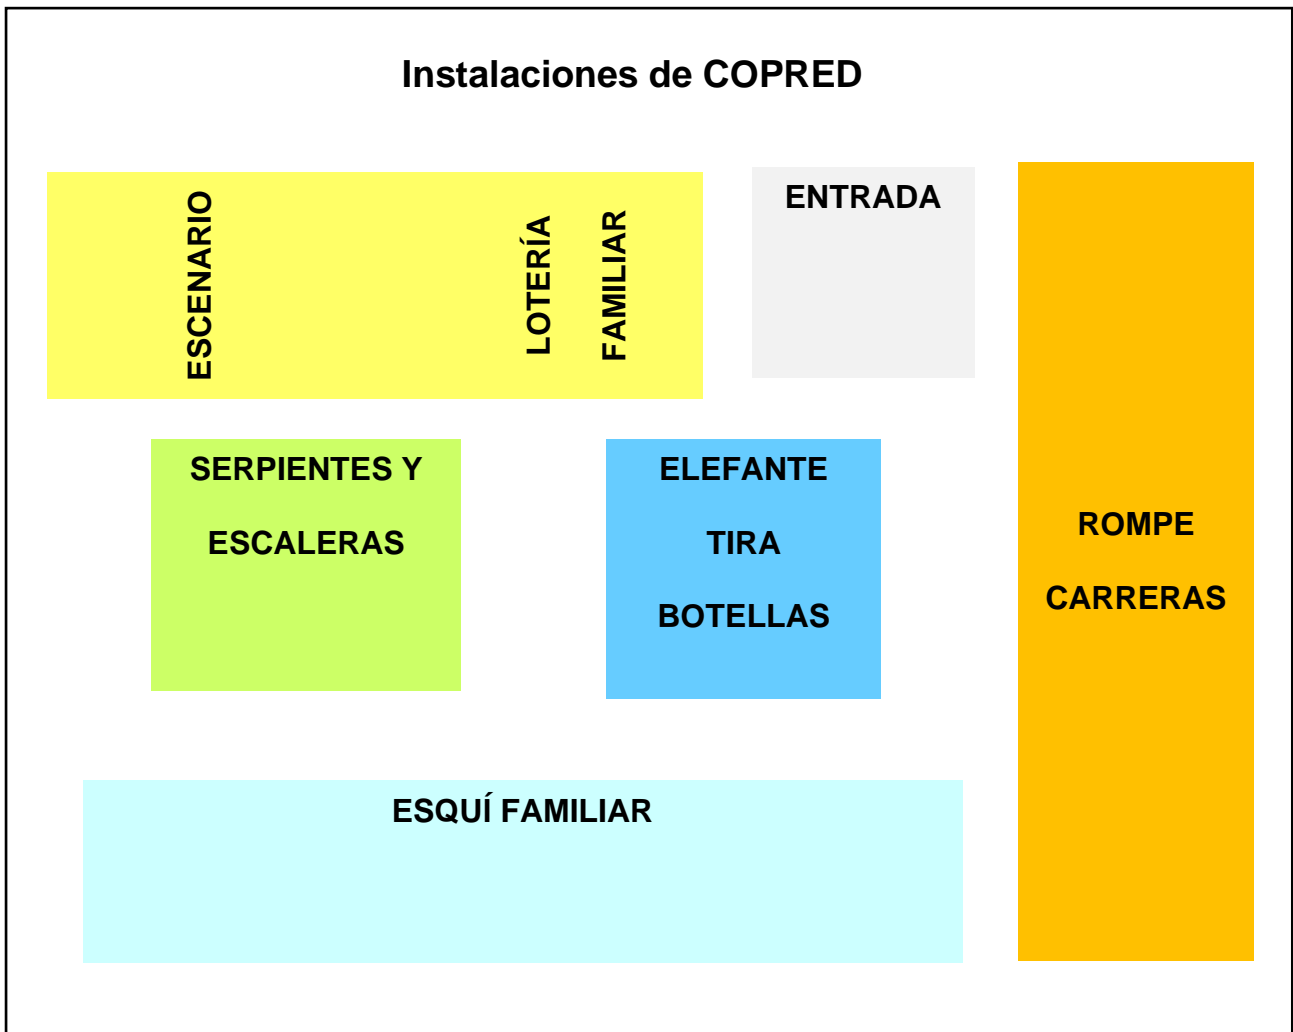 Instalaciones de COPRED
ESCENARIO
LOTERÍA
FAMILIAR
ENTRADA
SERPIENTES Y
ESCALERAS
ELEFANTE
TIRA
BOTELLAS
ROMPE
CARRERAS
ESQUÍ FAMILIAR